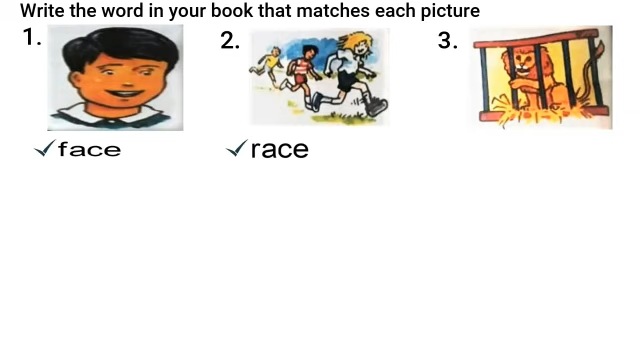 Write the word in your book that matches each picture
1. 2. 3.
✓face ✓race